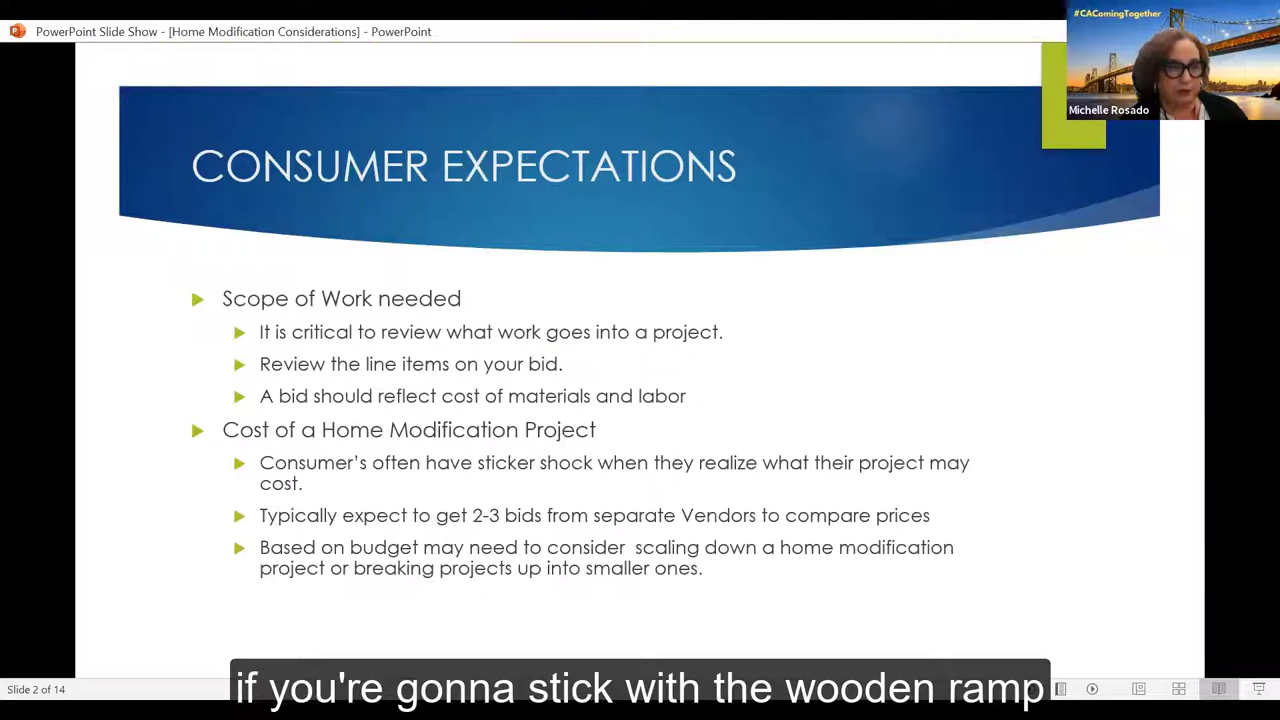 #CAComingTogether
PowerPoint Slide Show - [Home Modification Considerations] - PowerPoint
Michelle Rosado
CONSUMER EXPECTATIONS
Scope of Work needed
It is critical to review what work goes into a project.
Review the line items on your bid.
A bid should reflect cost of materials and labor
Cost of a Home Modification Project
Consumer's often have sticker shock when they realize what their project may
cost.
Typically expect to get 2-3 bids from separate Vendors to compare prices
Based on budget may need to consider scaling down a home modification
project or breaking projects up into smaller ones.
if you're gonna stick with the wooden ramp
Slide 2 of 14